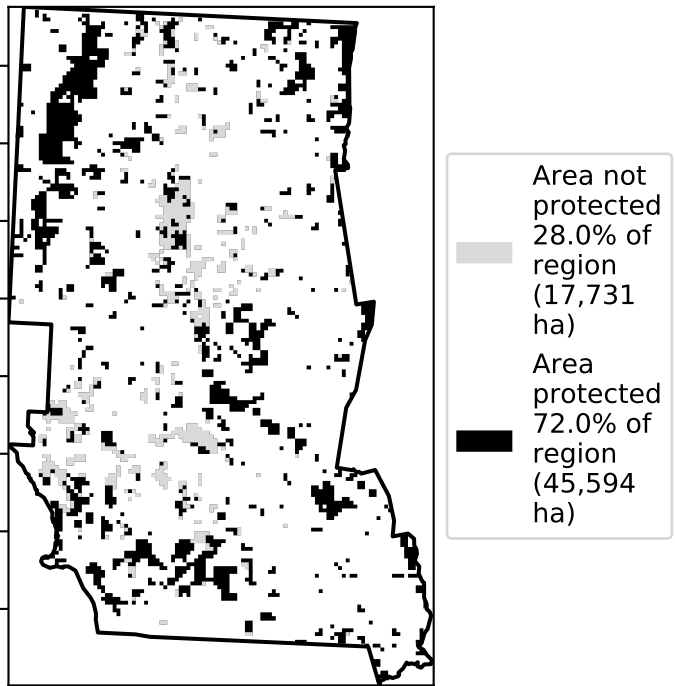 Area not
protected
28.0% of
region
(17,731
ha)
Area
protected
72.0% of
region
(45,594
ha)